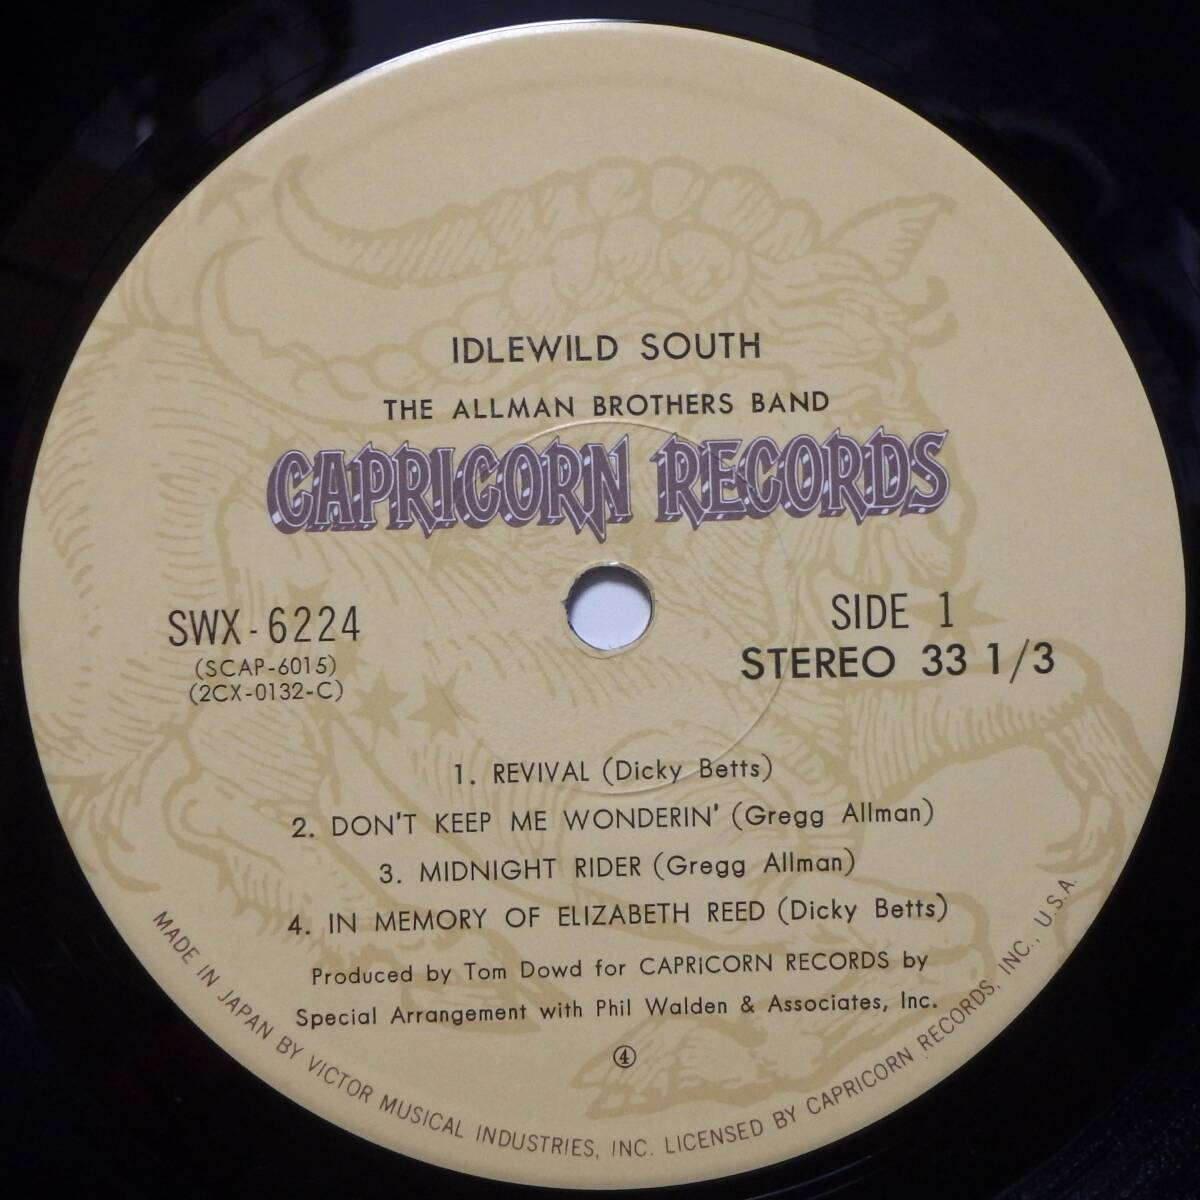 IDLEWILD SOUTH
THE ALLMAN BROTHERS BAND
CAPRICORN RECORDS
SWX-6224
(SCAP-6015)
(2CX-0132-C)
SIDE 1
STEREO 33 1/3
1. REVIVAL (Dicky Betts)
2. DON'T KEEP ME WONDERIN' (Gregg Allman)
3. MIDNIGHT RIDER (Gregg Allman)
4. IN MEMORY OF ELIZABETH REED (Dicky Betts)
Produced by Tom Dowd for CAPRICORN RECORDS by
Special Arrangement with Phil Walden & Associates, Inc.
④
MADE IN JAPAN BY VICTOR MUSICAL INDUSTRIES, INC. LICENSED BY CAPRICORN RECORDS, INC., U.S.A.